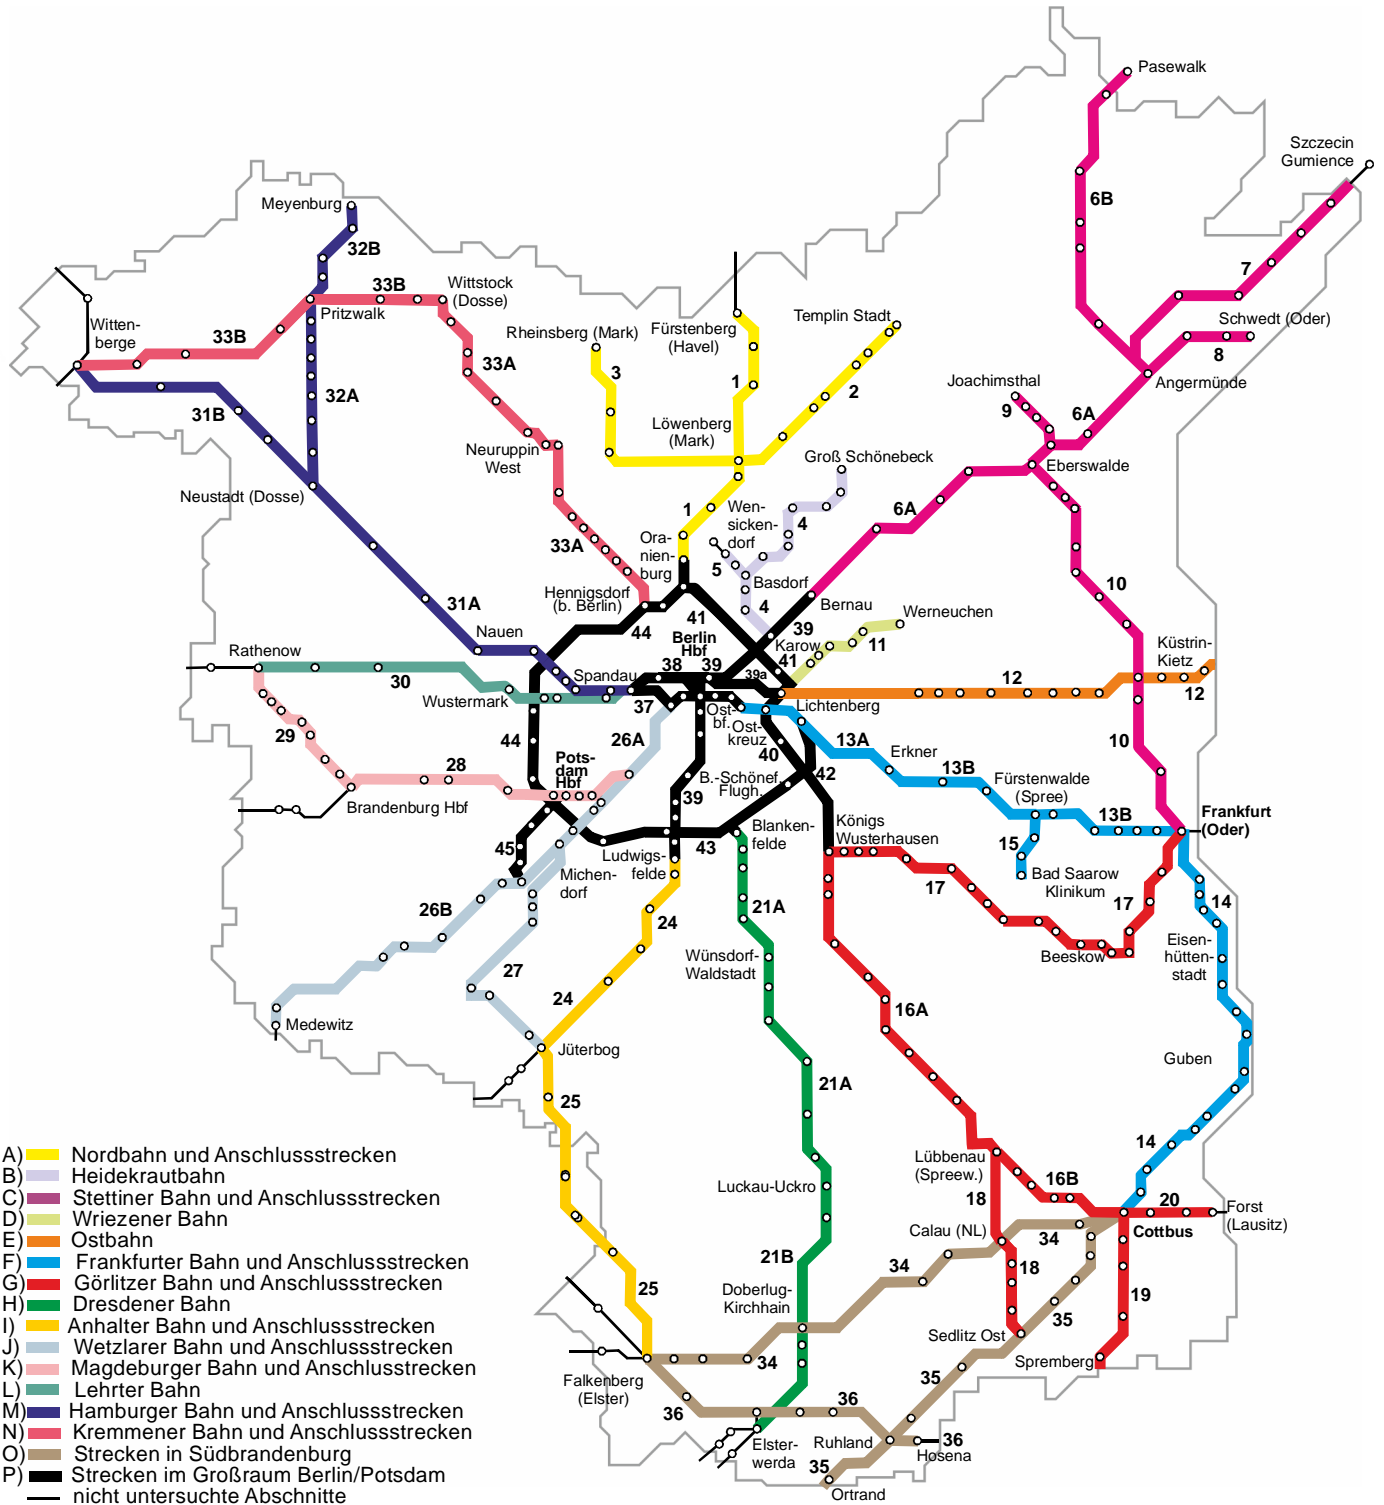 Pasewalk
Szczecin
Gumience
6B
Meyenburg
32B
7
33B
Wittstock
(Dosse)
Schwedt (Oder)
8
Pritzwalk
Witten-
berge
33B
Rheinsberg (Mark)
Fürstenberg
(Havel)
Templin Stadt
33A
3
1
2
Joachimsthal
9
Angermünde
6A
31B
32A
Löwenberg
(Mark)
Neuruppin
West
Groß Schönebeck
Eberswalde
Neustadt (Dosse)
1
Wen-
sicken-
dorf
4
6A
33A
Ora-
nien-
burg
5
Basdorf
10
Hennigsdorf
(b. Berlin)
31A
41
4
Bernau
Werneuchen
44
39
11
Nauen
Berlin
Hbf
Karow
41
Küstrin-
Kietz
Rathenow
30
Spandau
38
39
39a
12
12
Wustermark
37
Ost-
bf.
Ost-
kreuz
Lichtenberg
29
44
26A
40
13A
Erkner
10
28
Pots-
dam
Hbf
B.-Schönef.
Flugh.
42
13B
Fürstenwalde
(Spree)
Brandenburg Hbf
39
13B
Frankfurt
(Oder)
45
43
Blanken-
felde
Königs
Wusterhausen
15
Ludwigs-
felde
Michen-
dorf
Bad Saarow
Klinikum
17
17
14
26B
24
21A
Beeskow
Eisen-
hütten-
stadt
Wünsdorf-
Waldstadt
27
24
16A
Medewitz
Jüterbog
Guben
25
21A
14
A) Nordbahn und Anschlussstrecken
B) Heidekrautbahn
C) Stettiner Bahn und Anschlussstrecken
D) Wriezener Bahn
E) Ostbahn
F) Frankfurter Bahn und Anschlussstrecken
G) Görlitzer Bahn und Anschlussstrecken
H) Dresdener Bahn
I) Anhalter Bahn und Anschlussstrecken
J) Wetzlarer Bahn und Anschlussstrecken
K) Magdeburger Bahn und Anschlusstrecken
L) Lehrter Bahn
M) Hamburger Bahn und Anschlussstrecken
N) Kremmener Bahn und Anschlussstrecken
O) Strecken in Südbrandenburg
P) Strecken im Großraum Berlin/Potsdam
nicht untersuchte Abschnitte
Lübbenau
(Spreew.)
16B
Luckau-Uckro
18
20
Forst
(Lausitz)
Calau (NL)
34
Cottbus
21B
34
18
25
Doberlug-
Kirchhain
35
19
Sedlitz Ost
34
Spremberg
Falkenberg
(Elster)
35
36
36
Elster-
werda
Ruhland
36
Hosena
35
Ortrand